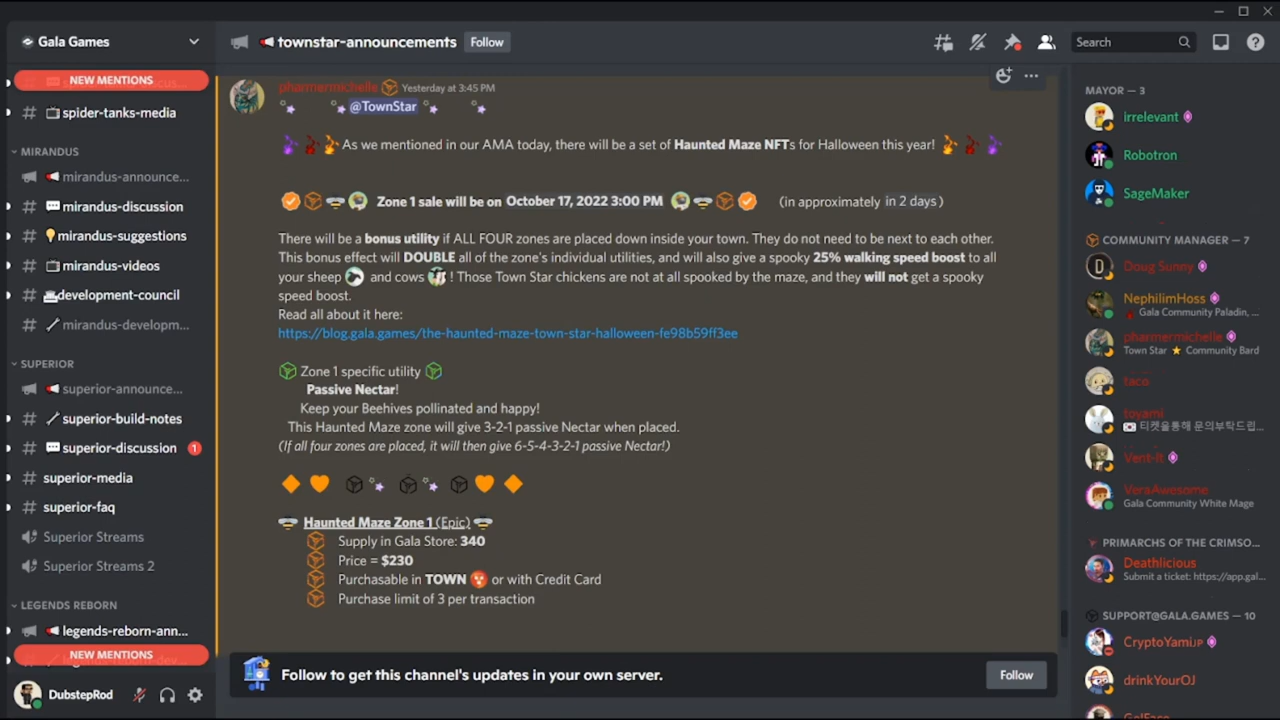 Gala Games
townstar-announcements
Follow
Search
NEW MENTIONS
spider-tanks-media
MIRANDUS
mirandus-announce...
mirandus-discussion
mirandus-suggestions
mirandus-videos
development-council
mirandus-developm...
SUPERIOR
superior-announce...
superior-build-notes
superior-discussion
1
superior-media
superior-faq
Superior Streams
Superior Streams 2
LEGENDS REBORN
legends-reborn-ann...
NEW MENTIONS
DubstepRod
pharmermichelle Yesterday at 3:45 PM
@TownStar
As we mentioned in our AMA today, there will be a set of Haunted Maze NFTs for Halloween this year!
Zone 1 sale will be on October 17, 2022 3:00 PM (in approximately in 2 days)
There will be a bonus utility if ALL FOUR zones are placed down inside your town. They do not need to be next to each other.
This bonus effect will DOUBLE all of the zone's individual utilities, and will also give a spooky 25% walking speed boost to all
your sheep and cows ! Those Town Star chickens are not at all spooked by the maze, and they will not get a spooky
speed boost.
Read all about it here:
https://blog.gala.games/the-haunted-maze-town-star-halloween-fe98b59ff3ee
Zone 1 specific utility
Passive Nectar!
Keep your Beehives pollinated and happy!
This Haunted Maze zone will give 3-2-1 passive Nectar when placed.
(If all four zones are placed, it will then give 6-5-4-3-2-1 passive Nectar!)
Haunted Maze Zone 1 (Epic)
Supply in Gala Store: 340
Price = $230
Purchasable in TOWN or with Credit Card
Purchase limit of 3 per transaction
Follow to get this channel's updates in your own server.
Follow
MAYOR — 3
irrelevant
Robotron
SageMaker
COMMUNITY MANAGER — 7
Doug Sunny
NephilimHoss
Gala Community Paladin, ...
pharmermichelle
Town Star Community Bard
taco
toyami
티켓을통해 문의부탁드립...
Vent-It
VeraAwesome
Gala Community White Mage
PRIMARCHS OF THE CRIMSO...
Deathlicious
Submit a ticket: https://app.gal...
SUPPORT@GALA.GAMES — 10
CryptoYamiJP
drinkYourOJ